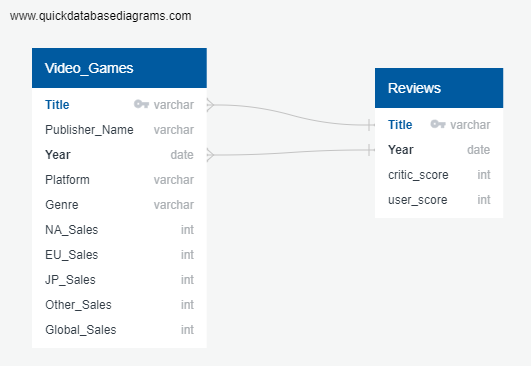 www.quickdatabasediagrams.com
Video_Games
Title varchar
Publisher_Name varchar
Year date
Platform varchar
Genre varchar
NA_Sales int
EU_Sales int
JP_Sales int
Other_Sales int
Global_Sales int
Reviews
Title varchar
Year date
critic_score int
user_score int